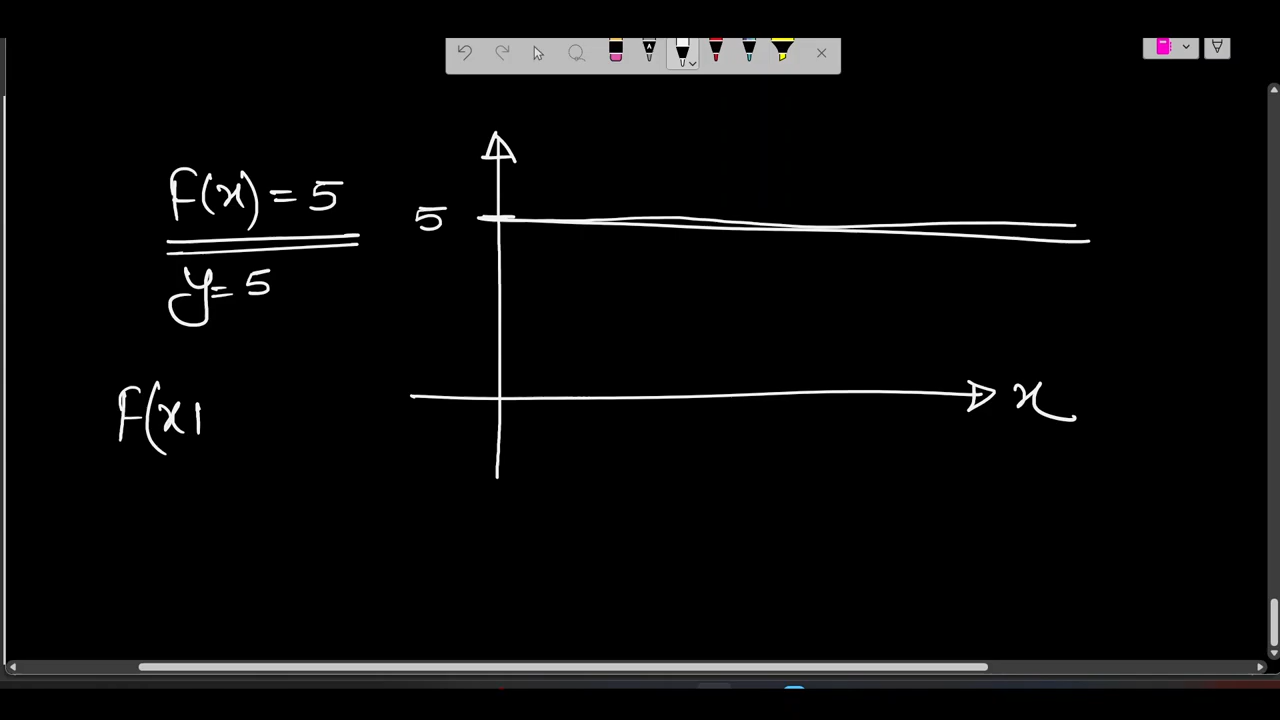 F(x) = 5
5
y = 5
F(x
x